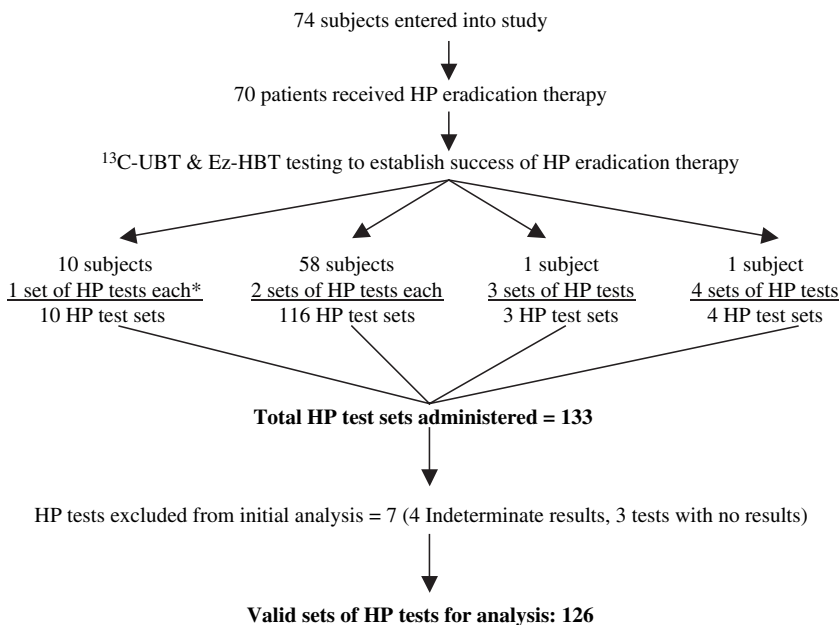 74 subjects entered into study
70 patients received HP eradication therapy
¹³C-UBT & Ez-HBT testing to establish success of HP eradication therapy
10 subjects
1 set of HP tests each*
10 HP test sets
58 subjects
2 sets of HP tests each
116 HP test sets
1 subject
3 sets of HP tests
3 HP test sets
1 subject
4 sets of HP tests
4 HP test sets
Total HP test sets administered = 133
HP tests excluded from initial analysis = 7 (4 Indeterminate results, 3 tests with no results)
Valid sets of HP tests for analysis: 126